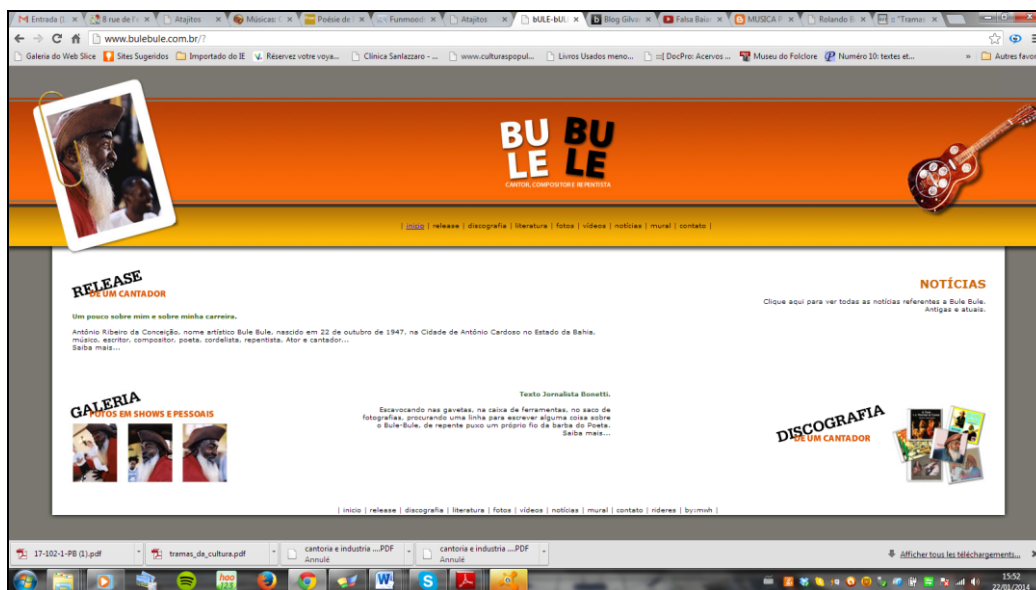 Entrada (1
8 rue de l'e
Atajitos
Músicas: C
Poésie de
Funmoods
Atajitos
bULE-bUL
Blog Gilva
Falsa Baia
MUSICA P
Rolando B
:: "Tramas
www.bulebule.com.br/?
Galeria do Web Slice
Sites Sugeridos
Importado do IE
Réservez votre voya...
Clínica Sanlazzaro - ...
www.culturaspopul...
Livros Usados meno...
::[ DocPro: Acervos ...
Museu do Folclore
Numéro 10: textes et...
»
Autres favor
BU BU
LE LE
CANTOR, COMPOSITOR E REPENTISTA
| inicio | release | discografia | literatura | fotos | vídeos | notícias | mural | contato |
RELEASE
DE UM CANTADOR
Um pouco sobre mim e sobre minha carreira.
Antônio Ribeiro da Conceição, nome artístico Bule Bule, nascido em 22 de outubro de 1947, na Cidade de Antônio Cardoso no Estado da Bahia,
músico, escritor, compositor, poeta, cordelista, repentista, Ator e cantador...
Saiba mais...
NOTÍCIAS
Clique aqui para ver todas as notícias referentes a Bule Bule.
Antigas e atuais.
GALERIA
FOTOS EM SHOWS E PESSOAIS
Texto Jornalista Bonetti.
Escavocando nas gavetas, na caixa de ferramentas, no saco de
fotografias, procurando uma linha para escrever alguma coisa sobre
o Bule-Bule, de repente puxo um próprio fio da barba do Poeta.
Saiba mais...
DISCOGRAFIA
DE UM CANTADOR
| inicio | release | discografia | literatura | fotos | vídeos | notícias | mural | contato | rideres | by:mwh |
17-102-1-PB (1).pdf
tramas_da_cultura.pdf
cantoria e industria ....PDF
Annulé
cantoria e industria ....PDF
Annulé
Afficher tous les téléchargements...
15:52
22/01/2014